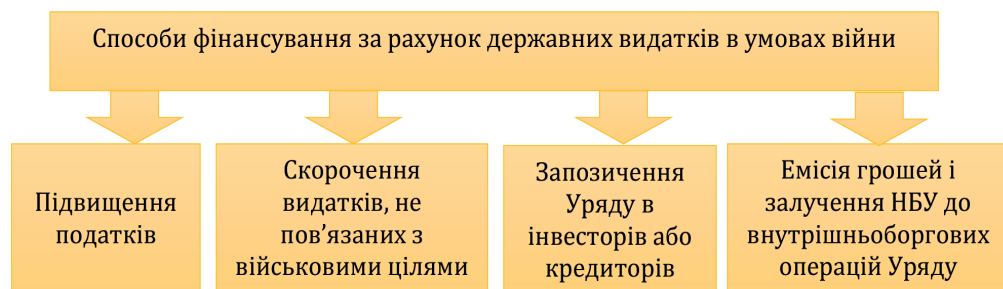 Способи фінансування за рахунок державних видатків в умовах війни
Підвищення
податків
Скорочення
видатків, не
пов’язаних з
військовими цілями
Запозичення
Уряду в
інвесторів або
кредиторів
Емісія грошей і
залучення НБУ до
внутрішньоборгових
операцій Уряду